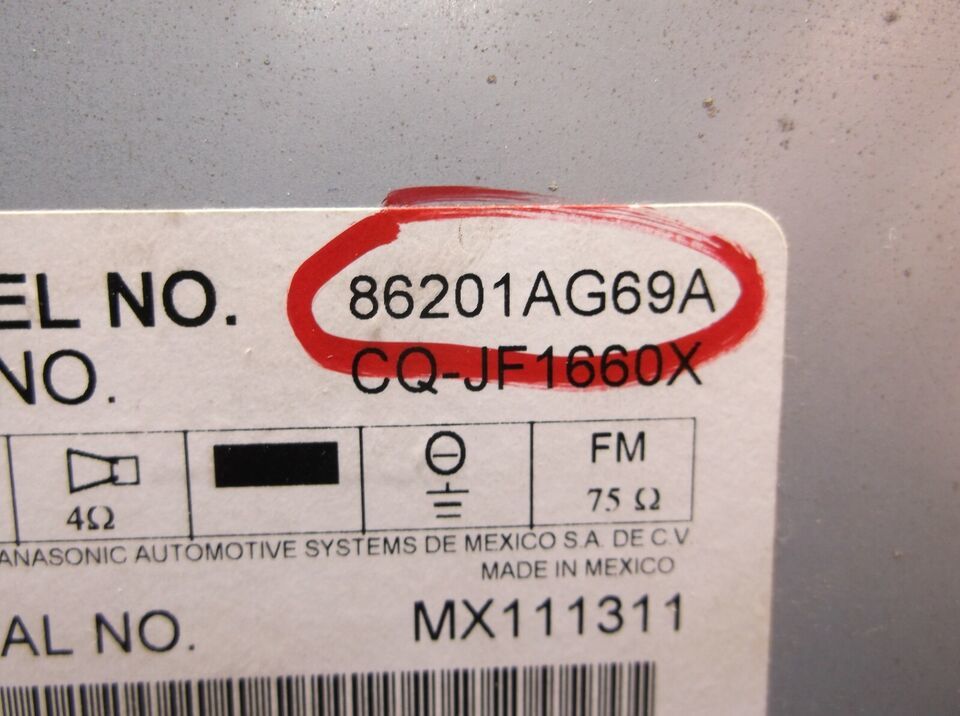 EL NO. 86201AG69A
NO. CQ-JF1660X
FM
4Ω 75 Ω
ANASONIC AUTOMOTIVE SYSTEMS DE MEXICO S.A. DE C.V
MADE IN MEXICO
AL NO. MX111311